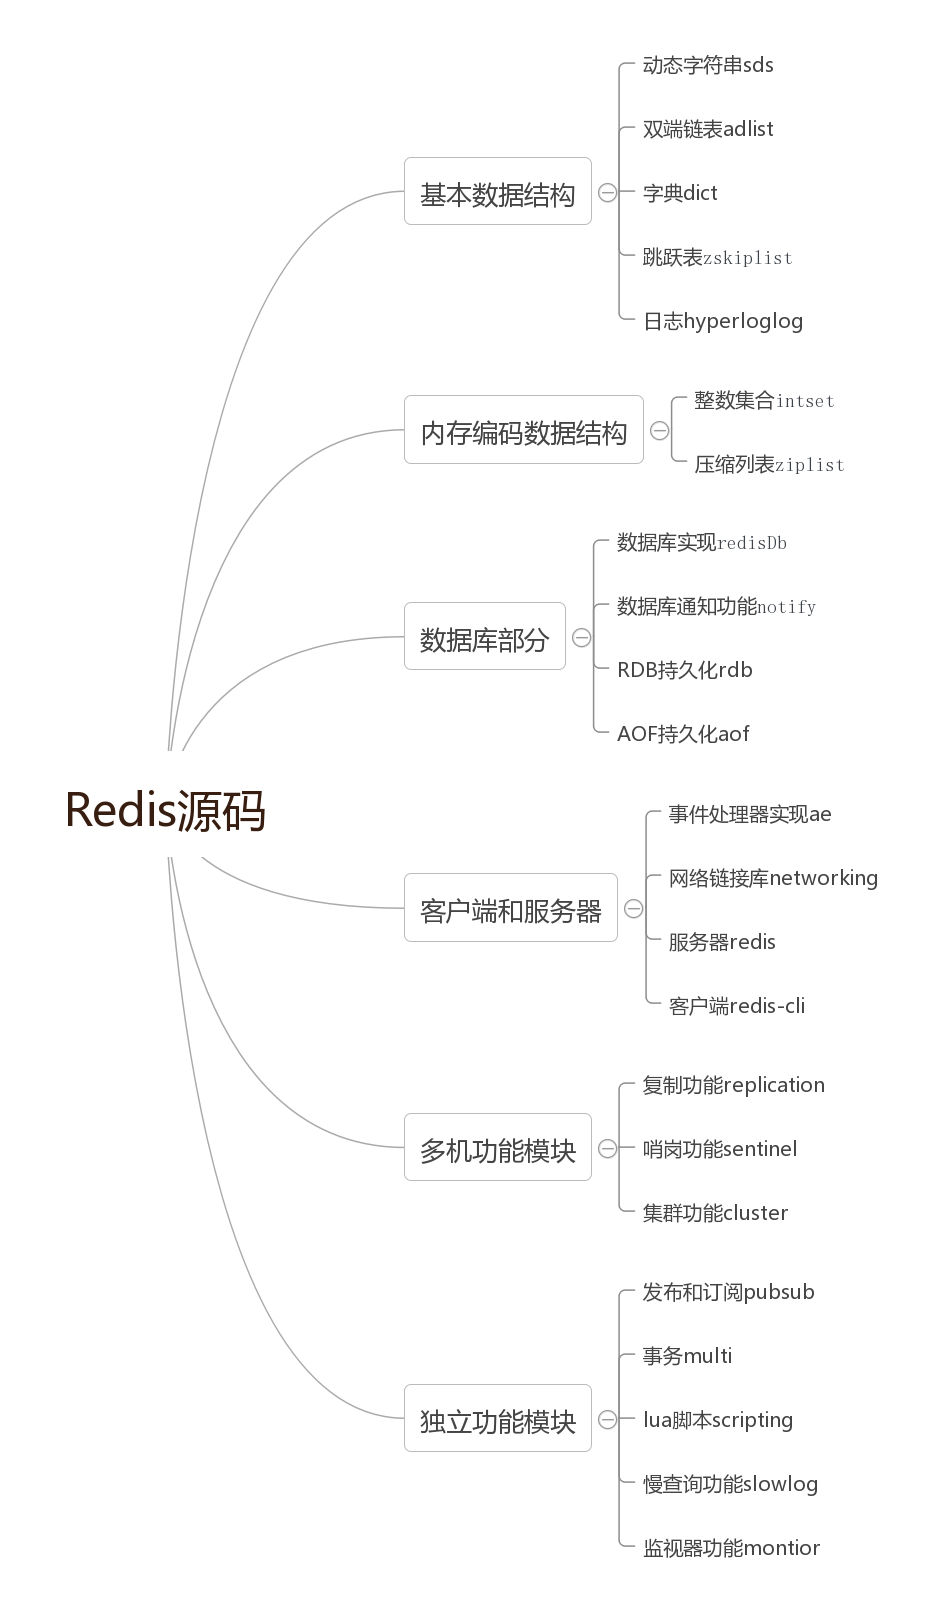 Redis源码
基本数据结构
动态字符串sds
双端链表adlist
字典dict
跳跃表zskiplist
日志hyperloglog
内存编码数据结构
整数集合intset
压缩列表ziplist
数据库部分
数据库实现redisDb
数据库通知功能notify
RDB持久化rdb
AOF持久化aof
客户端和服务器
事件处理器实现ae
网络链接库networking
服务器redis
客户端redis-cli
多机功能模块
复制功能replication
哨岗功能sentinel
集群功能cluster
独立功能模块
发布和订阅pubsub
事务multi
lua脚本scripting
慢查询功能slowlog
监视器功能montior